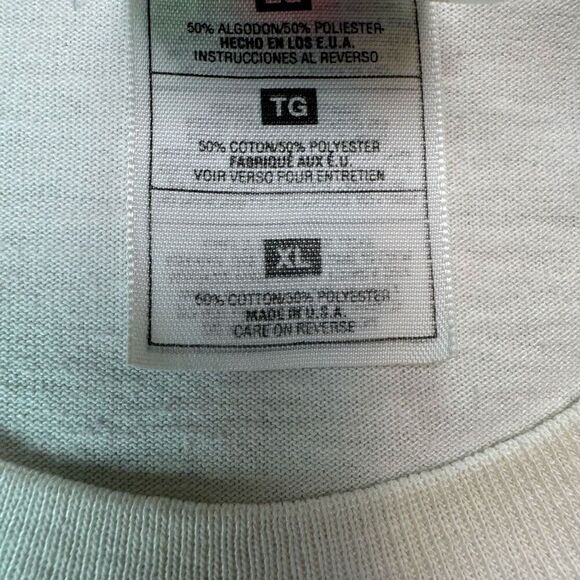 EG
50% ALGODON/50% POLIESTER
HECHO EN LOS E.U.A.
INSTRUCCIONES AL REVERSO
TG
50% COTON/50% POLYESTER
FABRIQUÉ AUX É.U.
VOIR VERSO POUR ENTRETIEN
XL
50% COTTON/50% POLYESTER
MADE IN U.S.A.
CARE ON REVERSE